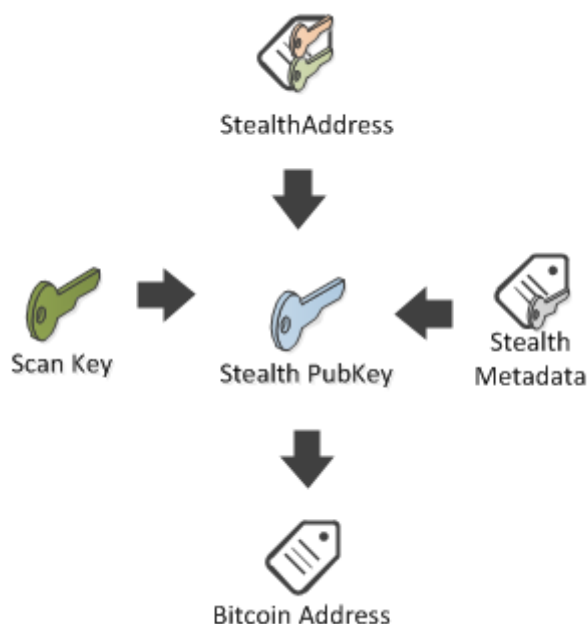 StealthAddress
Scan Key
Stealth PubKey
Stealth
Metadata
Bitcoin Address